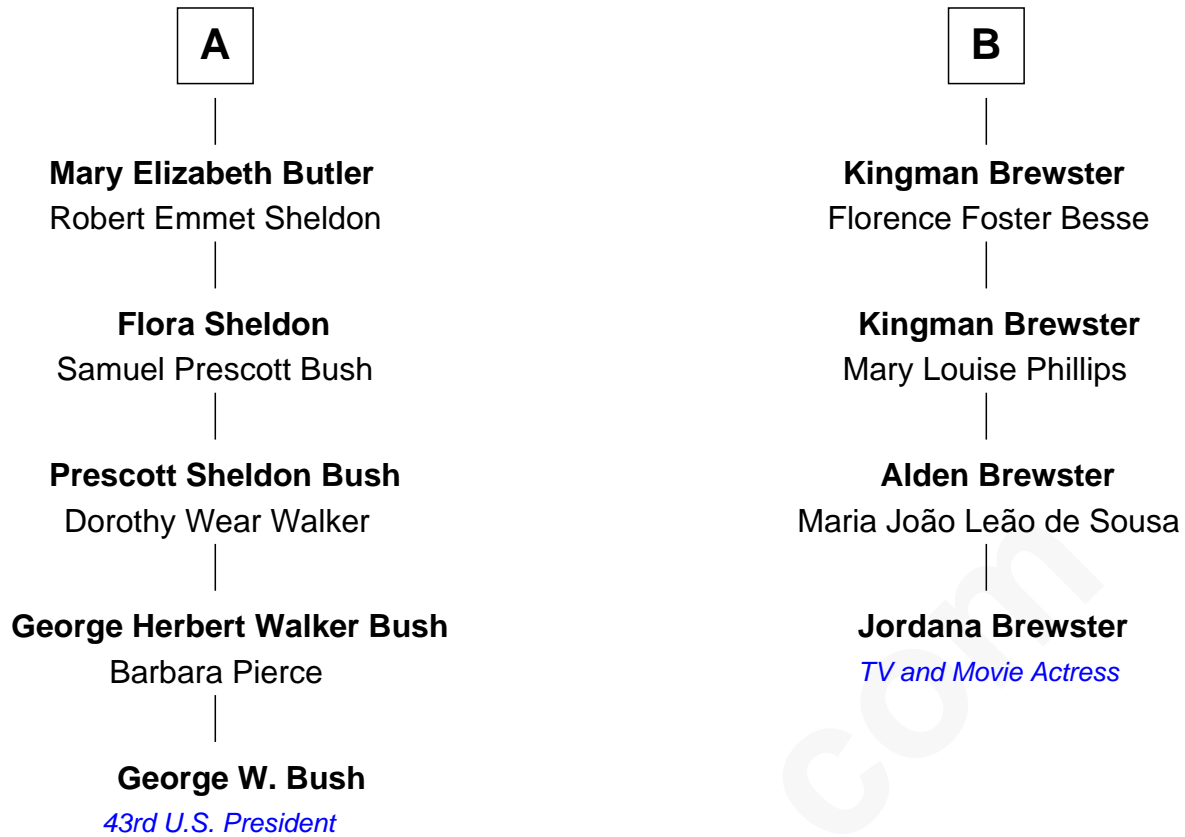 A
Mary Elizabeth Butler
Robert Emmet Sheldon
Flora Sheldon
Samuel Prescott Bush
Prescott Sheldon Bush
Dorothy Wear Walker
George Herbert Walker Bush
Barbara Pierce
George W. Bush
43rd U.S. President
B
Kingman Brewster
Florence Foster Besse
Kingman Brewster
Mary Louise Phillips
Alden Brewster
Maria João Leão de Sousa
Jordana Brewster
TV and Movie Actress
com